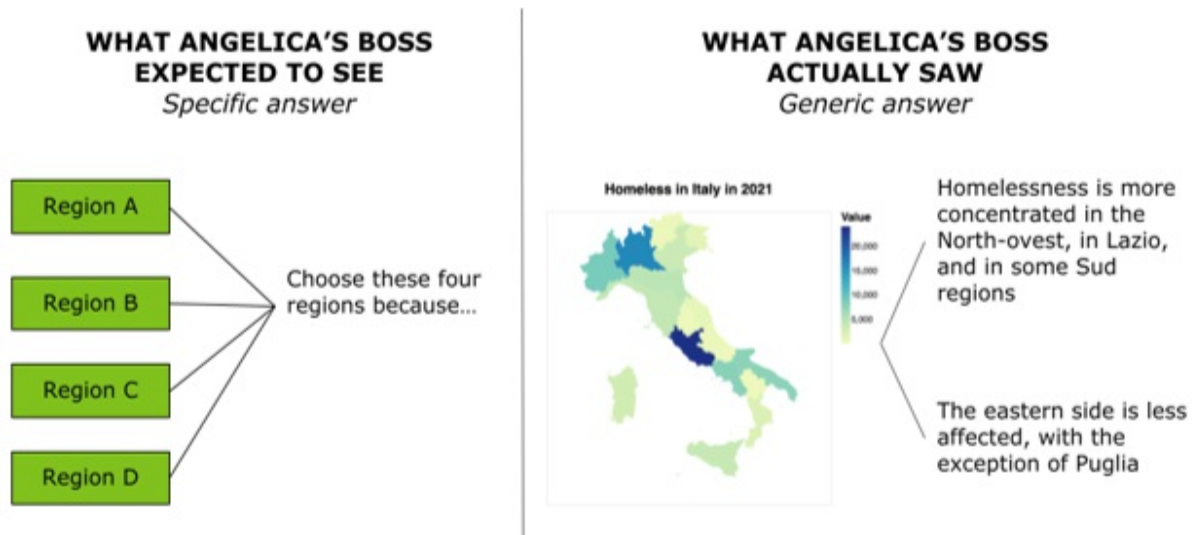 WHAT ANGELICA'S BOSS
EXPECTED TO SEE
Specific answer
Region A
Region B
Region C
Region D
Choose these four
regions because...
WHAT ANGELICA'S BOSS
ACTUALLY SAW
Generic answer
Homeless in Italy in 2021
Value
20,000
15,000
10,000
5,000
Homelessness is more
concentrated in the
North-ovest, in Lazio,
and in some Sud
regions
The eastern side is less
affected, with the
exception of Puglia